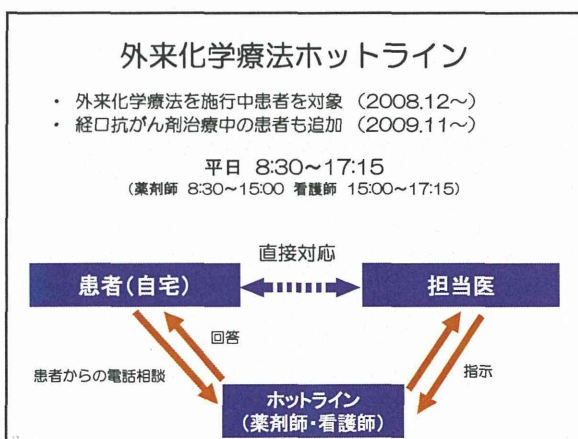 外来化学療法ホットライン
・ 外来化学療法を施行中患者を対象 (2008.12~)
・ 経口抗がん剤治療中の患者も追加 (2009.11~)
平日 8:30~17:15
(薬剤師 8:30~15:00 看護師 15:00~17:15)
直接対応
患者(自宅)
担当医
回答
患者からの電話相談
指示
ホットライン
(薬剤師・看護師)